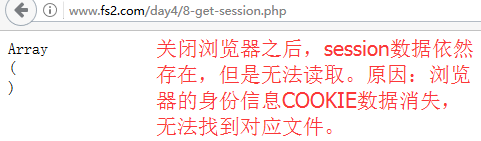 www.fs2.com/day4/8-get-session.php
Array
(
)
关闭浏览器之后，session数据依然
存在，但是无法读取。原因：浏览
器的身份信息COOKIE数据消失，
无法找到对应文件。